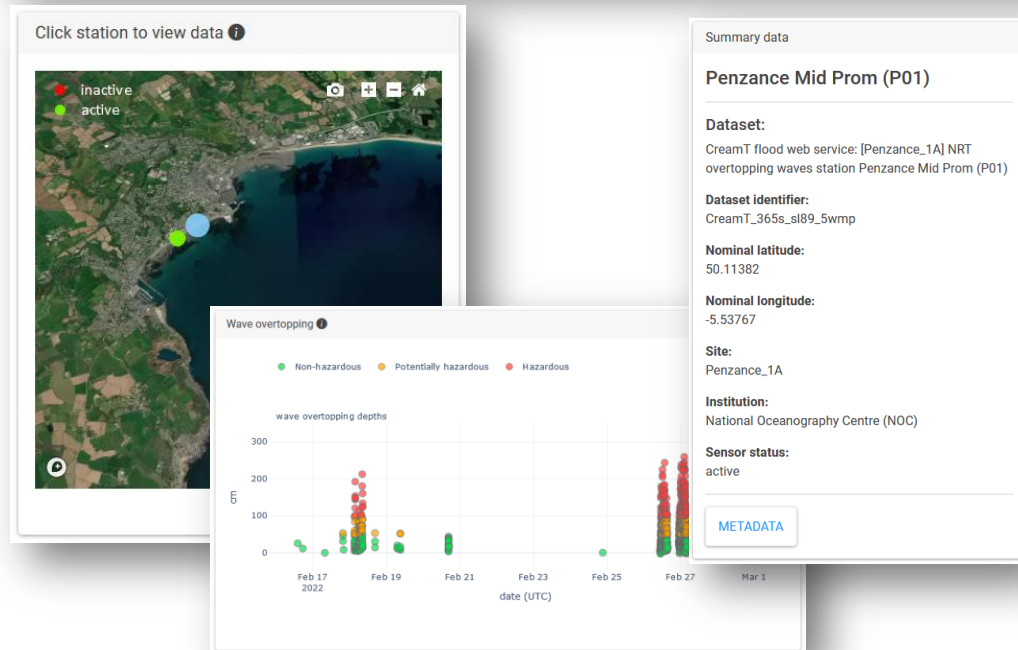 Click station to view data
inactive
active
Wave overtopping
Non-hazardous Potentially hazardous Hazardous
wave overtopping depths
cm
300
200
100
0
Feb 17 Feb 19 Feb 21 Feb 23 Feb 25 Feb 27 Mar 1
2022
date (UTC)
Summary data
Penzance Mid Prom (P01)
Dataset:
CreamT flood web service: [Penzance_1A] NRT
overtopping waves station Penzance Mid Prom (P01)
Dataset identifier:
CreamT_365s_sl89_5wmp
Nominal latitude:
50.11382
Nominal longitude:
-5.53767
Site:
Penzance_1A
Institution:
National Oceanography Centre (NOC)
Sensor status:
active
METADATA